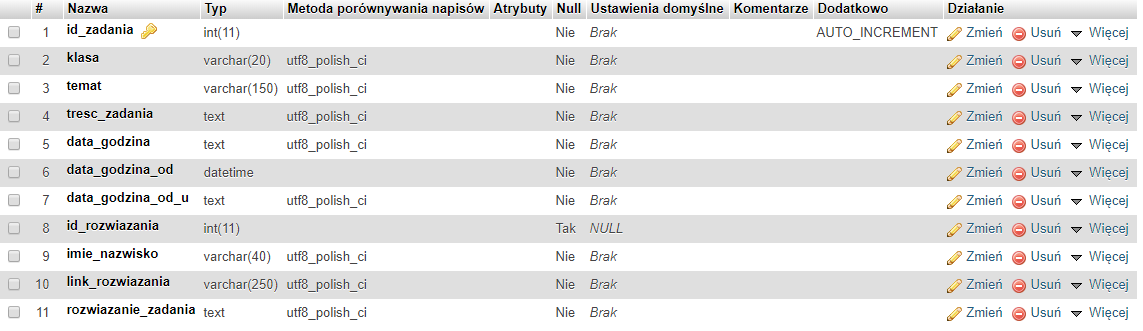 # Nazwa Typ Metoda porównywania napisów Atrybuty Null Ustawienia domyślne Komentarze Dodatkowo Działanie
1 id_zadania int(11) Nie Brak AUTO_INCREMENT Zmień Usuń Więcej
2 klasa varchar(20) utf8_polish_ci Nie Brak Zmień Usuń Więcej
3 temat varchar(150) utf8_polish_ci Nie Brak Zmień Usuń Więcej
4 tresc_zadania text utf8_polish_ci Nie Brak Zmień Usuń Więcej
5 data_godzina text utf8_polish_ci Nie Brak Zmień Usuń Więcej
6 data_godzina_od datetime Nie Brak Zmień Usuń Więcej
7 data_godzina_od_u text utf8_polish_ci Nie Brak Zmień Usuń Więcej
8 id_rozwiazania int(11) Tak NULL Zmień Usuń Więcej
9 imie_nazwisko varchar(40) utf8_polish_ci Nie Brak Zmień Usuń Więcej
10 link_rozwiazania varchar(250) utf8_polish_ci Nie Brak Zmień Usuń Więcej
11 rozwiazanie_zadania text utf8_polish_ci Nie Brak Zmień Usuń Więcej